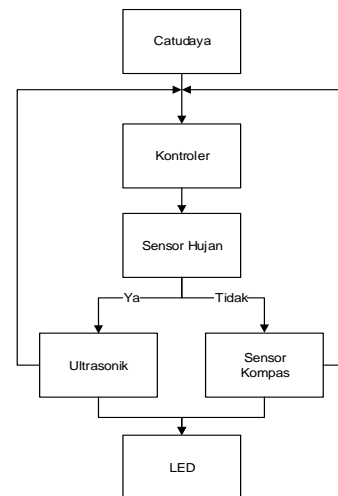 Catudaya
Kontroler
Sensor Hujan
Ya
Tidak
Ultrasonik
Sensor
Kompas
LED